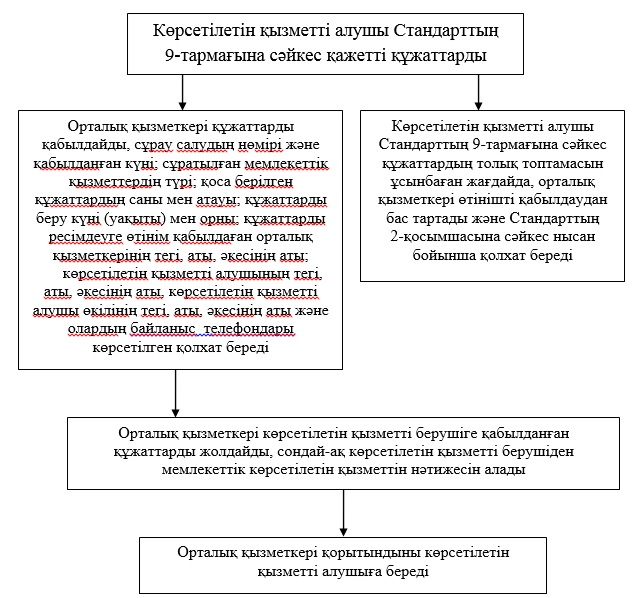 Көрсетілетін қызметті алушы Стандарттың
9-тармағына сәйкес қажетті құжаттарды
Орталық қызметкері құжаттарды
қабылдайды, сұрау салудың нөмірі және
қабылданған күні; сұратылған мемлекеттік
қызметтердің түрі; қоса берілген
құжаттардың саны мен атауы; құжаттарды
беру күні (уақыты) мен орны; құжаттарды
ресімдеуге өтінім қабылдаған орталық
қызметкерінің тегі, аты, әкесінің аты;
көрсетілетін қызметті алушының тегі,
аты, әкесінің аты, көрсетілетін қызметті
алушы өкілінің тегі, аты, әкесінің аты және
олардың байланыс телефондары
көрсетілген қолхат береді
Көрсетілетін қызметті алушы
Стандарттың 9-тармағына сәйкес
құжаттардың толық топтамасын
ұсынбаған жағдайда, орталық
қызметкері өтінішті қабылдаудан
бас тартады және Стандарттың
2-қосымшасына сәйкес нысан
бойынша қолхат береді
Орталық қызметкері көрсетілетін қызметті берушіге қабылданған
құжаттарды жолдайды, сондай-ақ көрсетілетін қызметті берушіден
мемлекеттік көрсетілетін қызметтін нәтижесін алады
Орталық қызметкері қорытындыны көрсетілетін
қызметті алушыға береді